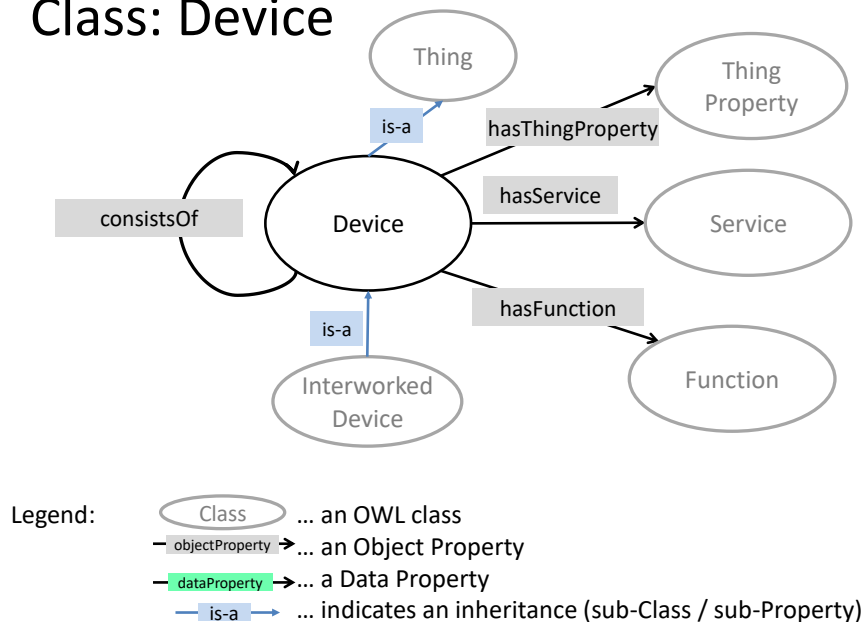 Class: Device
Thing
Thing
Property
is-a
hasThingProperty
hasService
consistsOf
Device
Service
hasFunction
is-a
Interworked
Device
Function
Legend:
Class
... an OWL class
objectProperty
... an Object Property
dataProperty
... a Data Property
is-a
... indicates an inheritance (sub-Class / sub-Property)